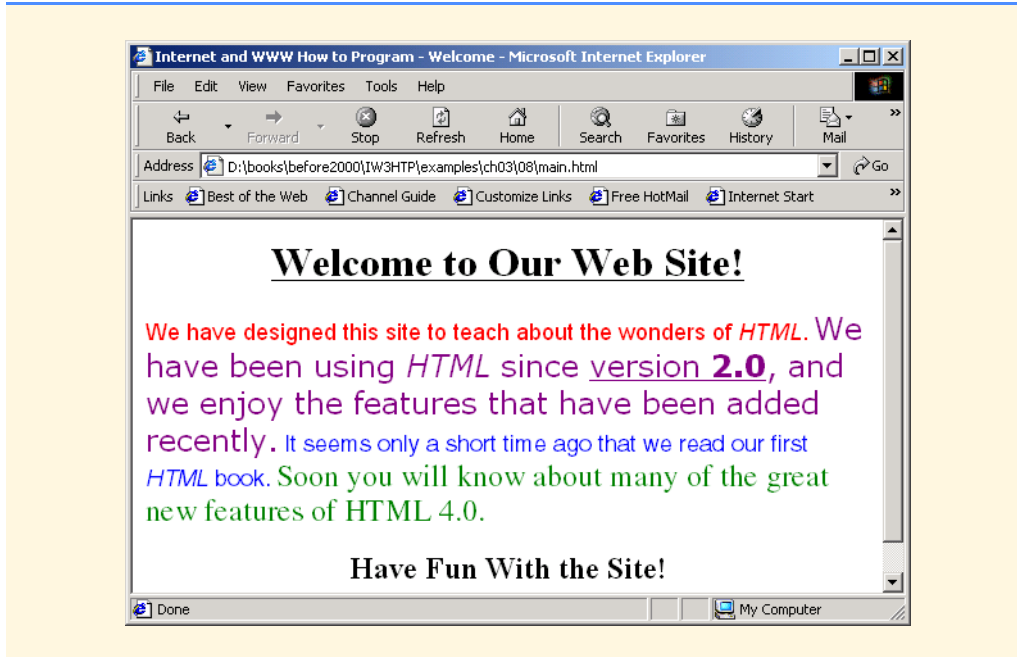 Internet and WWW How to Program - Welcome - Microsoft Internet Explorer
File Edit View Favorites Tools Help
Back Forward Stop Refresh Home Search Favorites History Mail »
Address D:\books\before2000\IW3HTP\examples\ch03\08\main.html Go
Links Best of the Web Channel Guide Customize Links Free HotMail Internet Start »
Welcome to Our Web Site!
We have designed this site to teach about the wonders of HTML. We
have been using HTML since version 2.0, and
we enjoy the features that have been added
recently. It seems only a short time ago that we read our first
HTML book. Soon you will know about many of the great
new features of HTML 4.0.
Have Fun With the Site!
Done My Computer